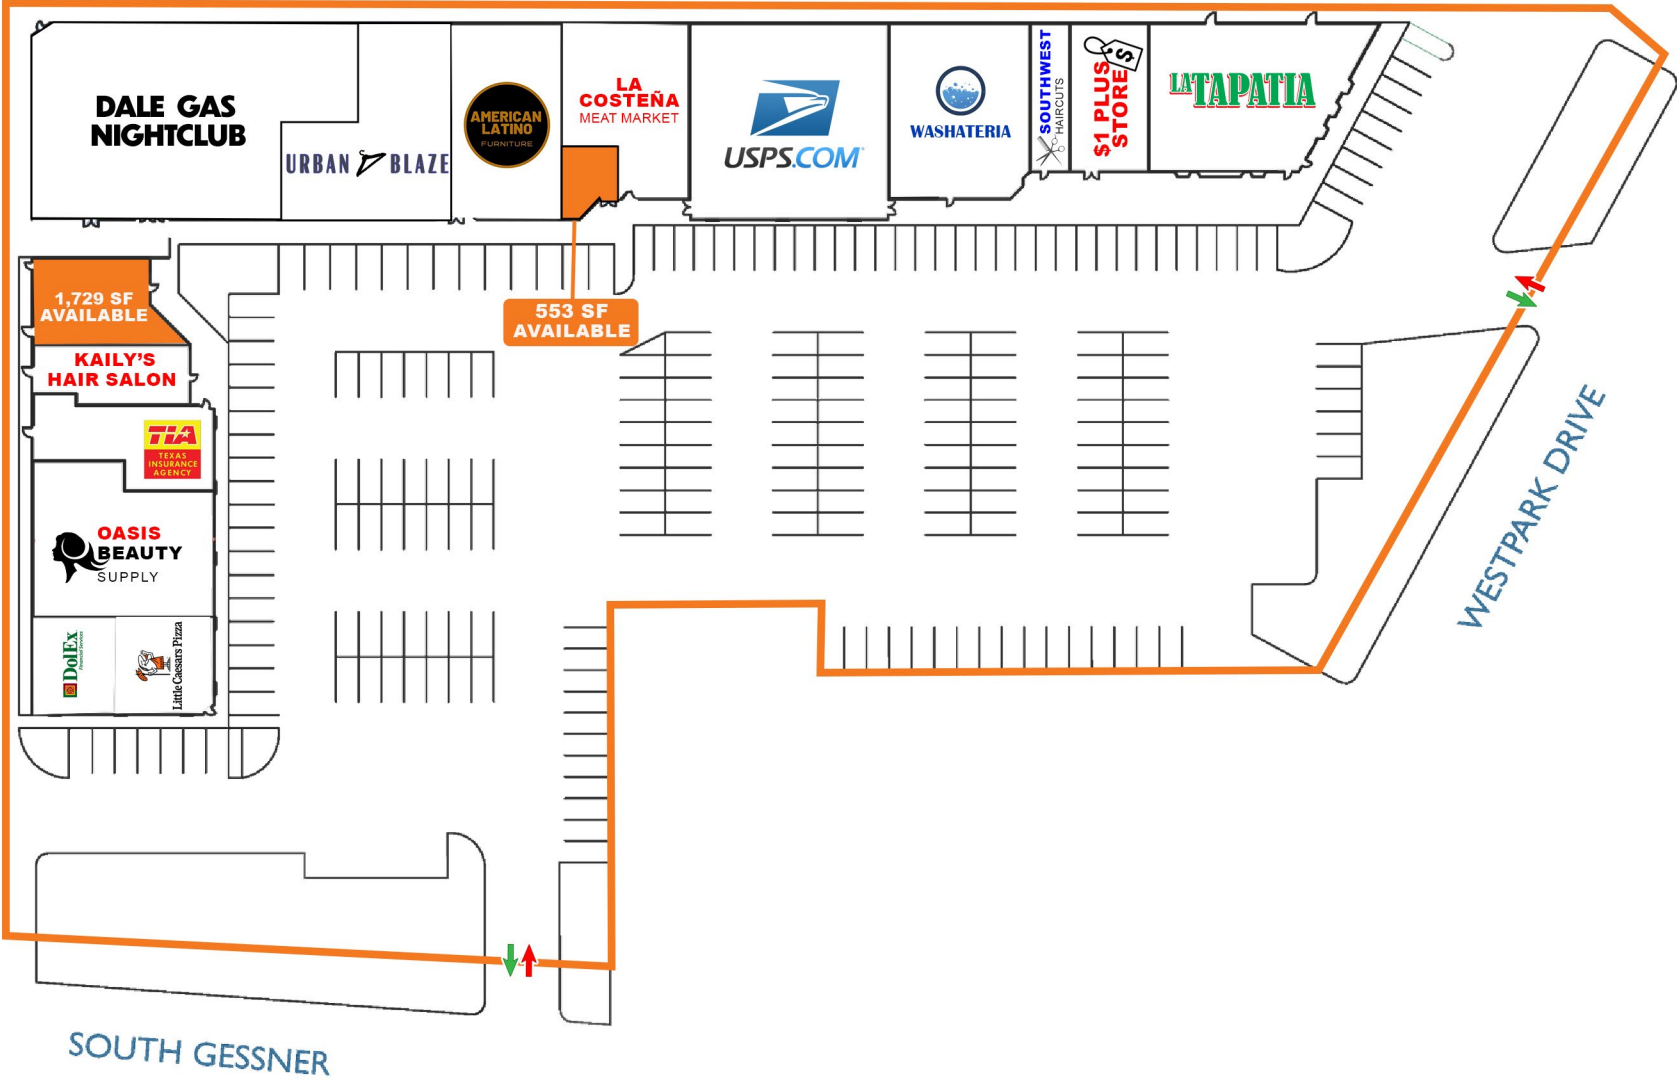 DALE GAS
NIGHTCLUB
URBAN BLAZE
AMERICAN
LATINO
FURNITURE
LA
COSTEÑA
MEAT MARKET
USPS.COM
WASHATERIA
SOUTHWEST
HAIRCUTS
$1 PLUS
STORE
$
LA TAPATIA
1,729 SF
AVAILABLE
553 SF
AVAILABLE
KAILY'S
HAIR SALON
TIA
TEXAS
INSURANCE
AGENCY
OASIS
BEAUTY
SUPPLY
DolEx
Financial Services
Little Caesars Pizza
WESTPARK DRIVE
SOUTH GESSNER